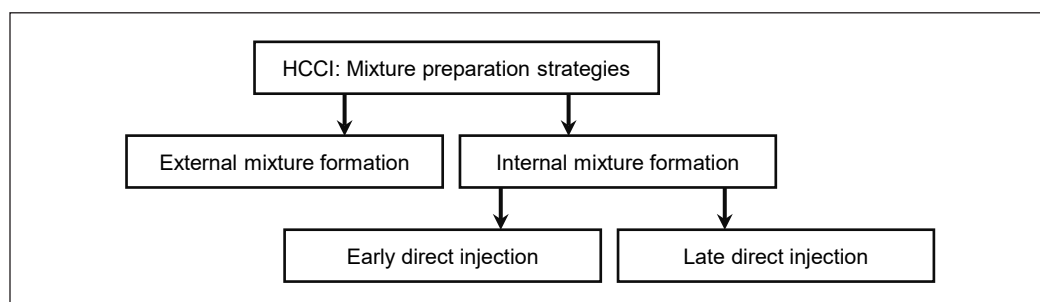 HCCI: Mixture preparation strategies
External mixture formation
Internal mixture formation
Early direct injection
Late direct injection